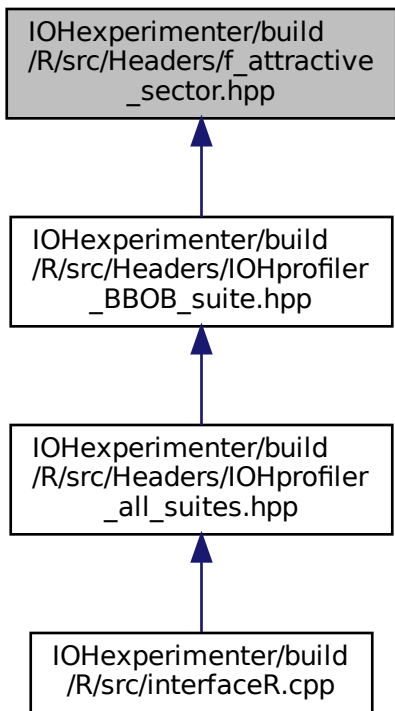 IOHexperimenter/build
/R/src/Headers/f_attractive
_sector.hpp
IOHexperimenter/build
/R/src/Headers/IOHprofiler
_BBOB_suite.hpp
IOHexperimenter/build
/R/src/Headers/IOHprofiler
_all_suites.hpp
IOHexperimenter/build
/R/src/interfaceR.cpp